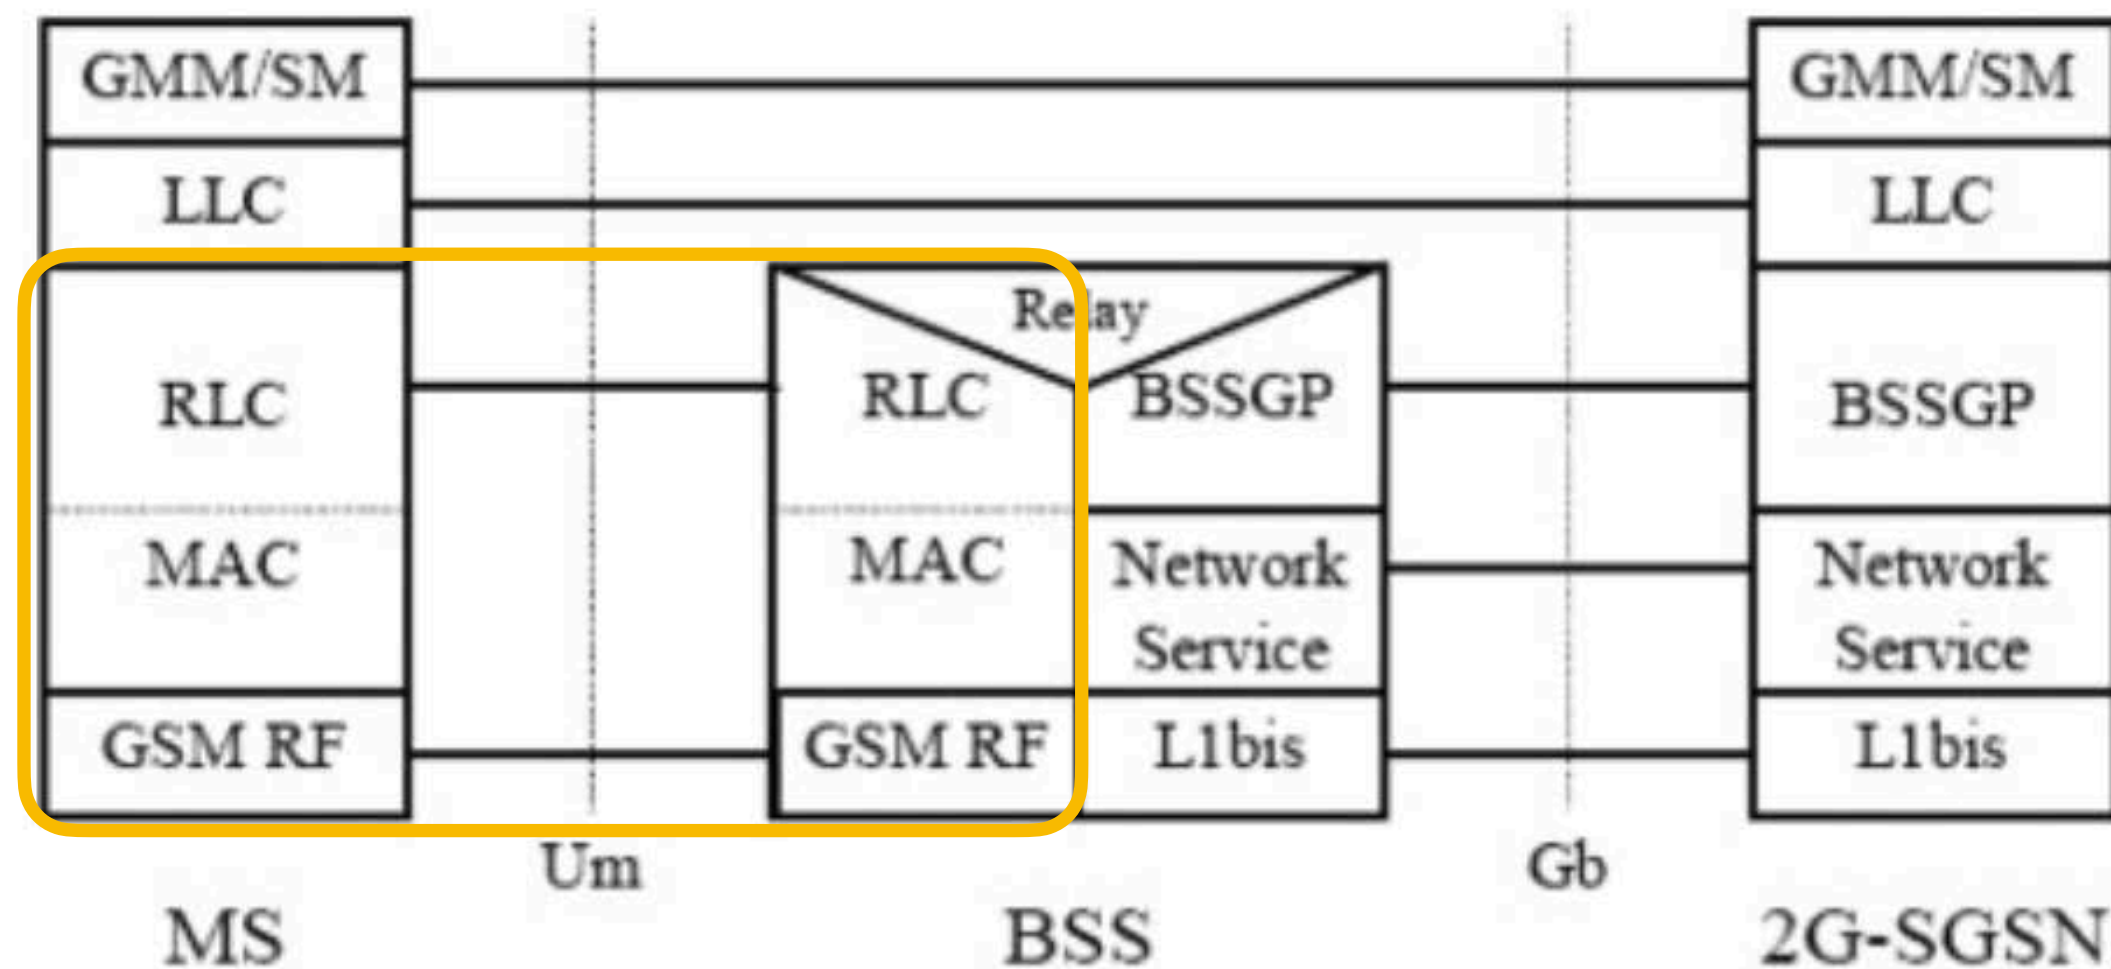 GMM/SM
GMM/SM
LLC
LLC
Relay
RLC
RLC
BSSGP
BSSGP
MAC
MAC
Network
Service
Network
Service
GSM RF
GSM RF
L1bis
L1bis
Um
Gb
MS
BSS
2G-SGSN